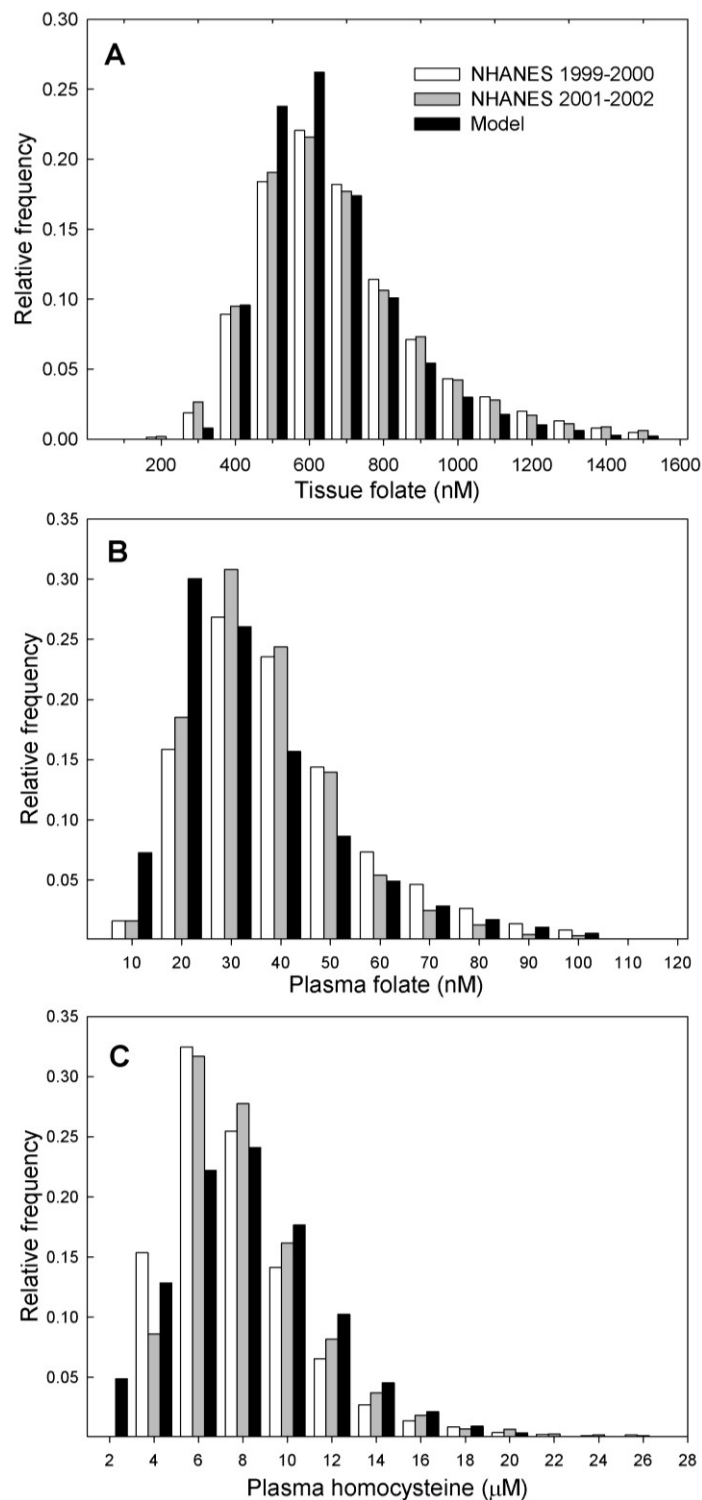 A
NHANES 1999-2000
NHANES 2001-2002
Model
Relative frequency
0.30
0.25
0.20
0.15
0.10
0.05
0.00
200 400 600 800 1000 1200 1400 1600
Tissue folate (nM)
B
Relative frequency
0.35
0.30
0.25
0.20
0.15
0.10
0.05
10 20 30 40 50 60 70 80 90 100 110 120
Plasma folate (nM)
C
Relative frequency
0.35
0.30
0.25
0.20
0.15
0.10
0.05
2 4 6 8 10 12 14 16 18 20 22 24 26 28
Plasma homocysteine (μM)